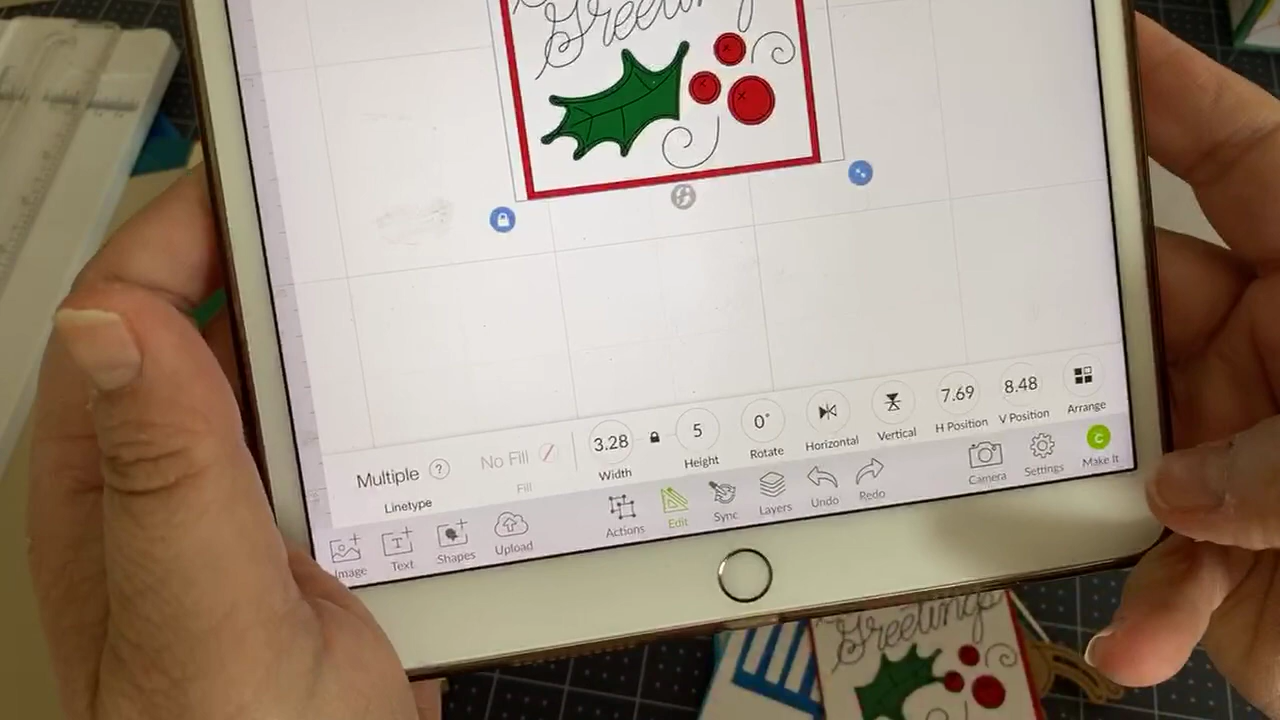 Greetings
Multiple ?
Linetype
No Fill
Fill
3.28
Width
5
Height
0°
Rotate
Horizontal
Vertical
7.69
H Position
8.48
V Position
Arrange
Image
Text
Shapes
Upload
Actions
Edit
Sync
Layers
Undo
Redo
Camera
Settings
C
Make It
Greetings